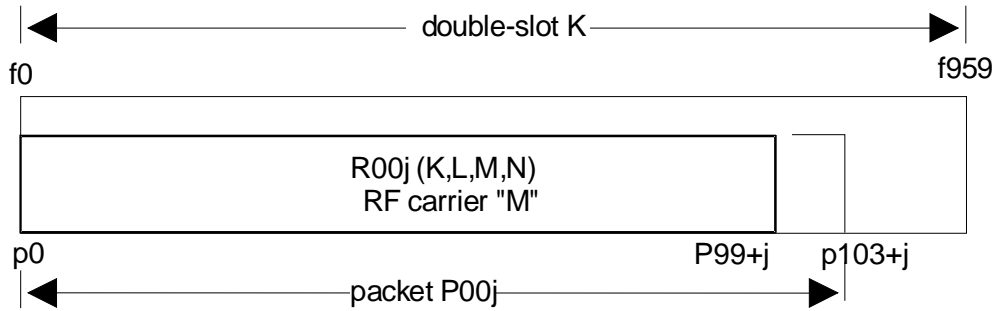 double-slot K
f0 f959
R00j (K,L,M,N)
RF carrier "M"
p0 P99+j p103+j
packet P00j